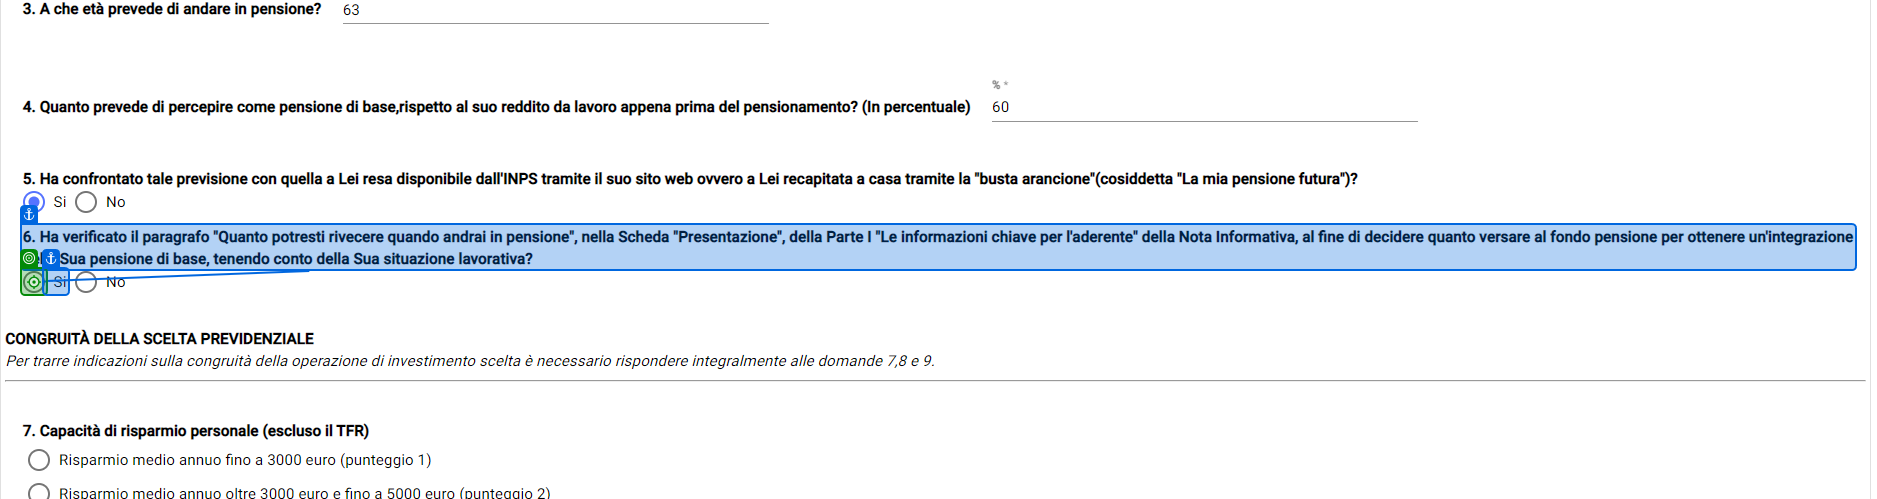 3. A che età prevede di andare in pensione? 63
% *
4. Quanto prevede di percepire come pensione di base,rispetto al suo reddito da lavoro appena prima del pensionamento? (In percentuale) 60
5. Ha confrontato tale previsione con quella a Lei resa disponibile dall'INPS tramite il suo sito web ovvero a Lei recapitata a casa tramite la "busta arancione"(cosiddetta "La mia pensione futura")?
Si No
6. Ha verificato il paragrafo "Quanto potresti rivecere quando andrai in pensione", nella Scheda "Presentazione", della Parte I "Le informazioni chiave per l'aderente" della Nota Informativa, al fine di decidere quanto versare al fondo pensione per ottenere un'integrazione
Sua pensione di base, tenendo conto della Sua situazione lavorativa?
Si No
CONGRUITÀ DELLA SCELTA PREVIDENZIALE
Per trarre indicazioni sulla congruità della operazione di investimento scelta è necessario rispondere integralmente alle domande 7,8 e 9.
7. Capacità di risparmio personale (escluso il TFR)
Risparmio medio annuo fino a 3000 euro (punteggio 1)
Risparmio medio annuo oltre 3000 euro e fino a 5000 euro (punteggio 2)